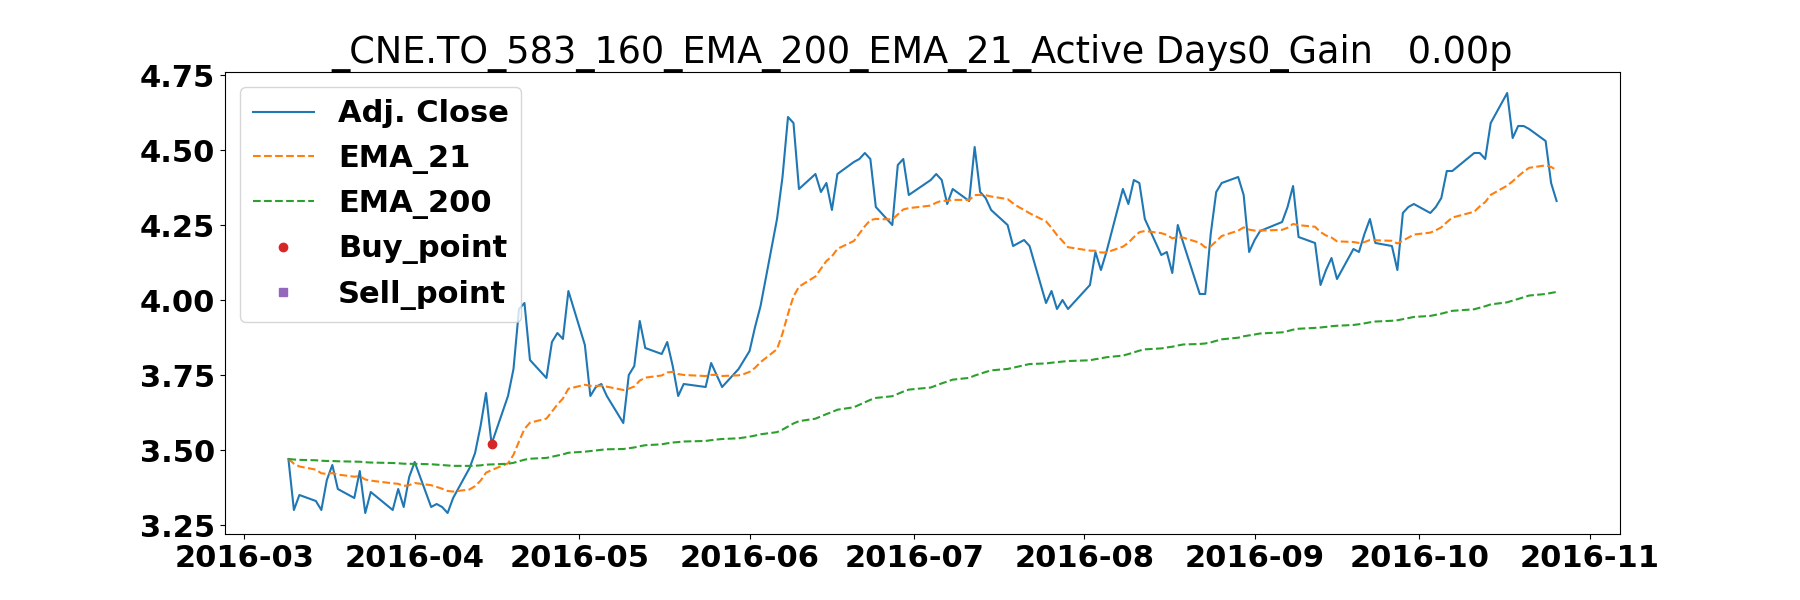 _CNE.TO_583_160_EMA_200_EMA_21_Active Days0_Gain   0.00p
4.75
4.50
4.25
4.00
3.75
3.50
3.25
Adj. Close
EMA_21
EMA_200
Buy_point
Sell_point
2016-03 2016-04 2016-05 2016-06 2016-07 2016-08 2016-09 2016-10 2016-11